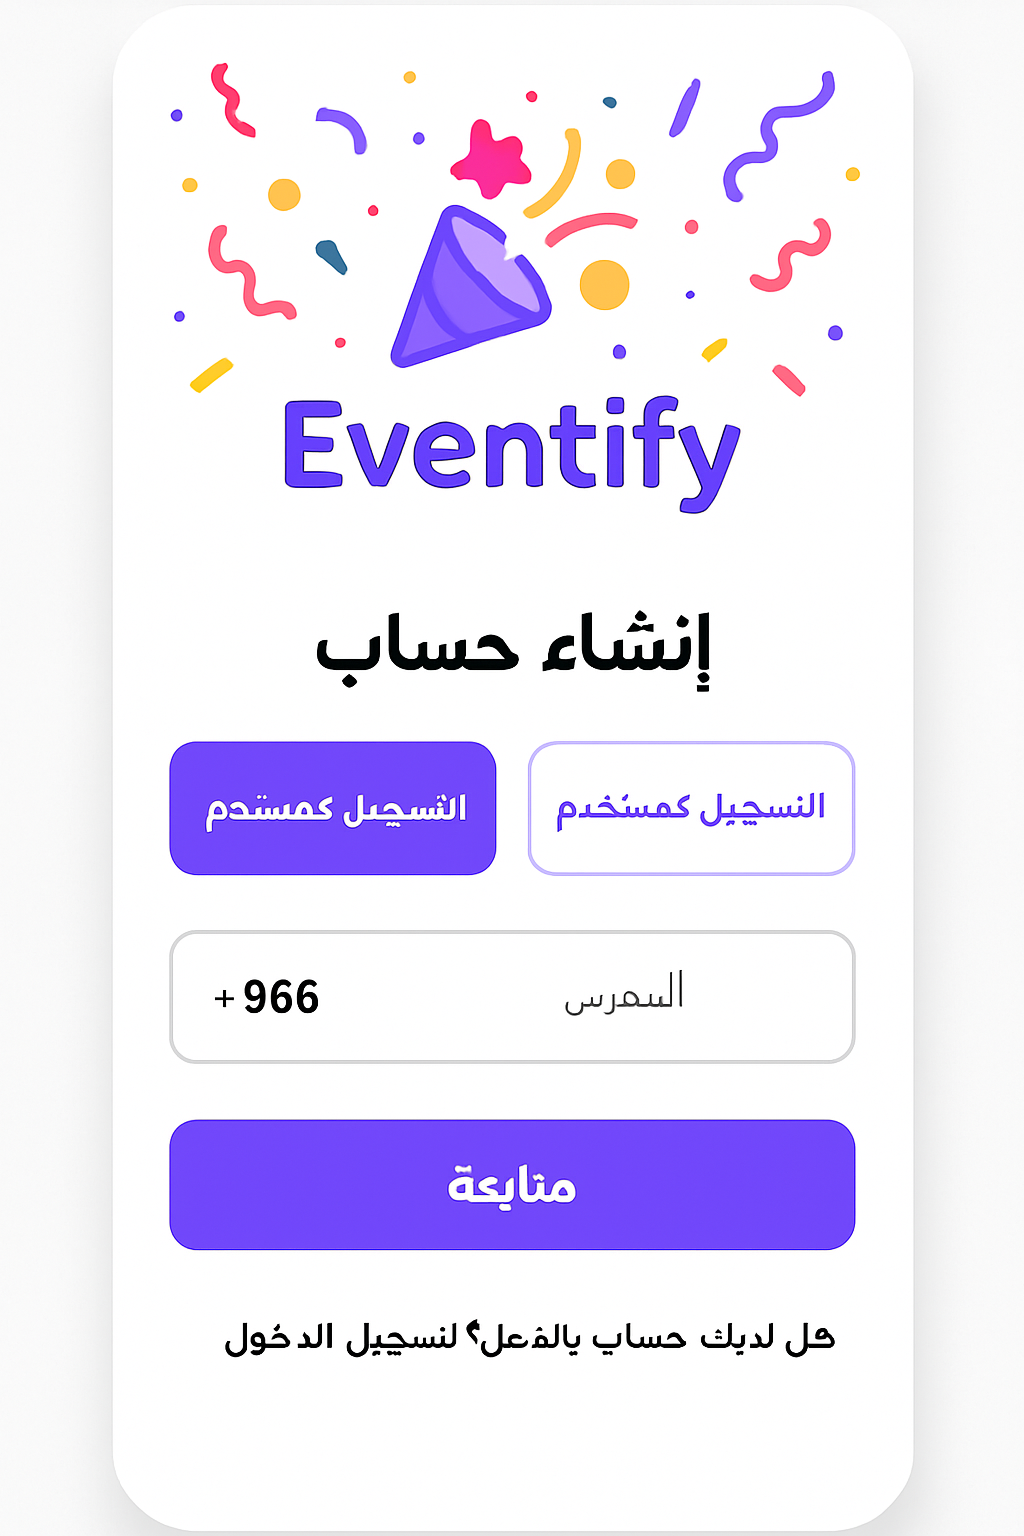 Eventify
إنشاء حساب
النسجيل كمسنخدم
التسجيل كمستدم
+966
السمرس
متابعة
هل لديك حساب بالفعل؟ لنسجيل الدخول